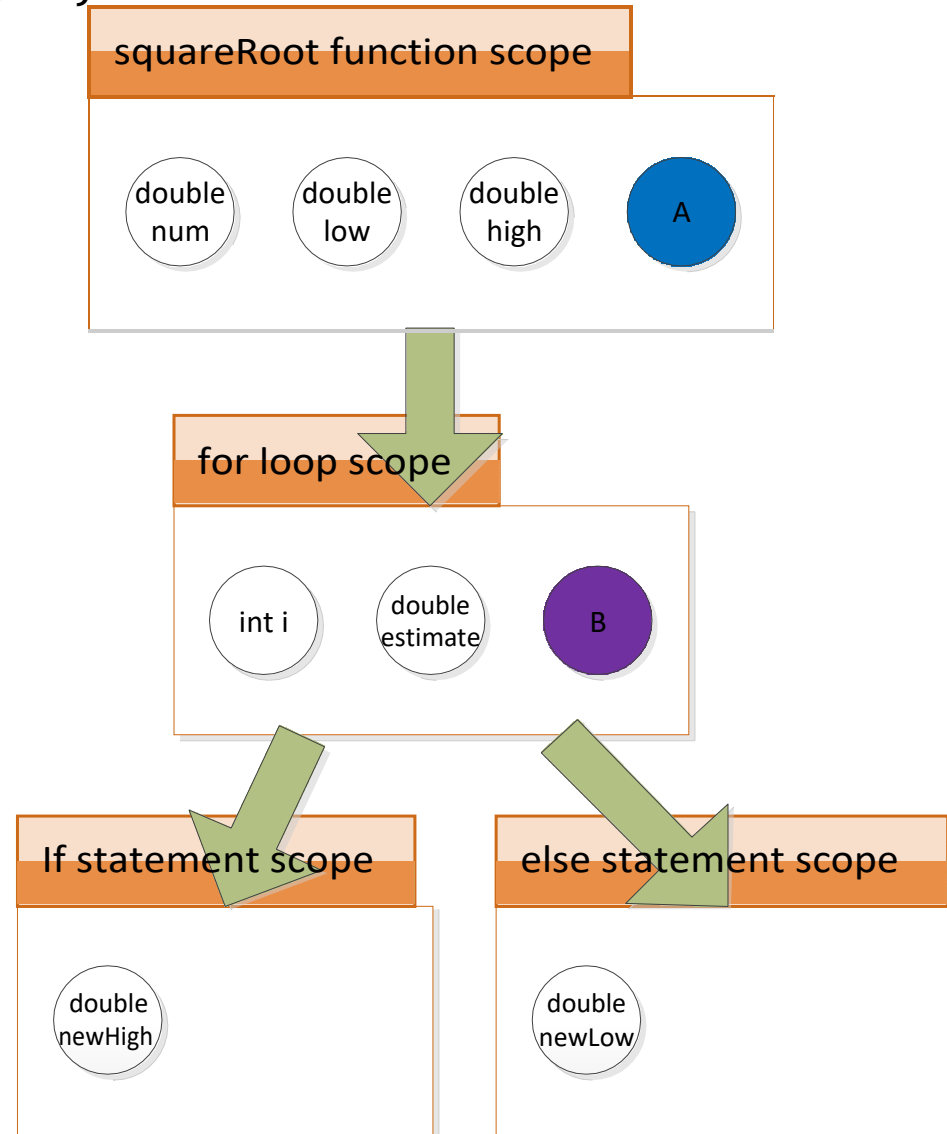 squareRoot function scope
double
num
double
low
double
high
A
for loop scope
int i
double
estimate
B
If statement scope
else statement scope
double
newHigh
double
newLow